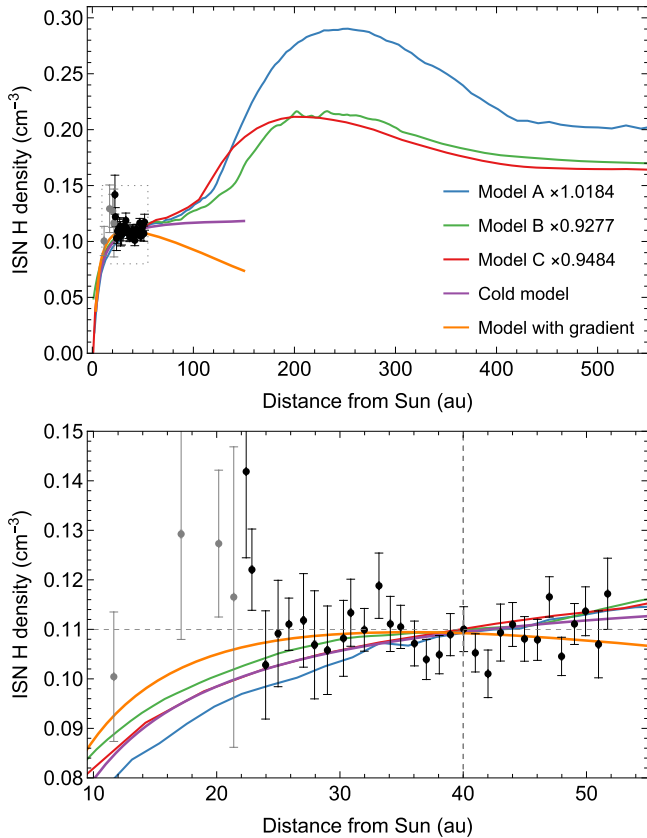 0.30
0.25
0.20
0.15
0.10
0.05
0.00
ISN H density (cm⁻³)
Model A ×1.0184
Model B ×0.9277
Model C ×0.9484
Cold model
Model with gradient
0 100 200 300 400 500
Distance from Sun (au)
0.15
0.14
0.13
0.12
0.11
0.10
0.09
0.08
ISN H density (cm⁻³)
10 20 30 40 50
Distance from Sun (au)